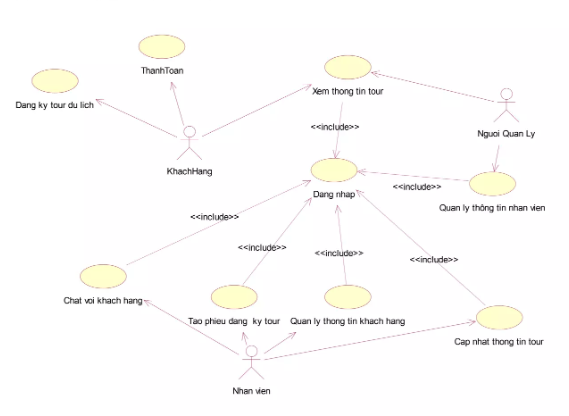 ThanhToan
Dang ky tour du lich
Xem thong tin tour
Nguoi Quan Ly
<<include>>
KhachHang
Dang nhap
<<include>>
Quan ly thông tin nhan vien
<<include>>
<<include>>
<<include>>
<<include>>
Chat voi khach hang
Tao phieu dang ky tour
Quan ly thong tin khach hang
Cap nhat thong tin tour
Nhan vien